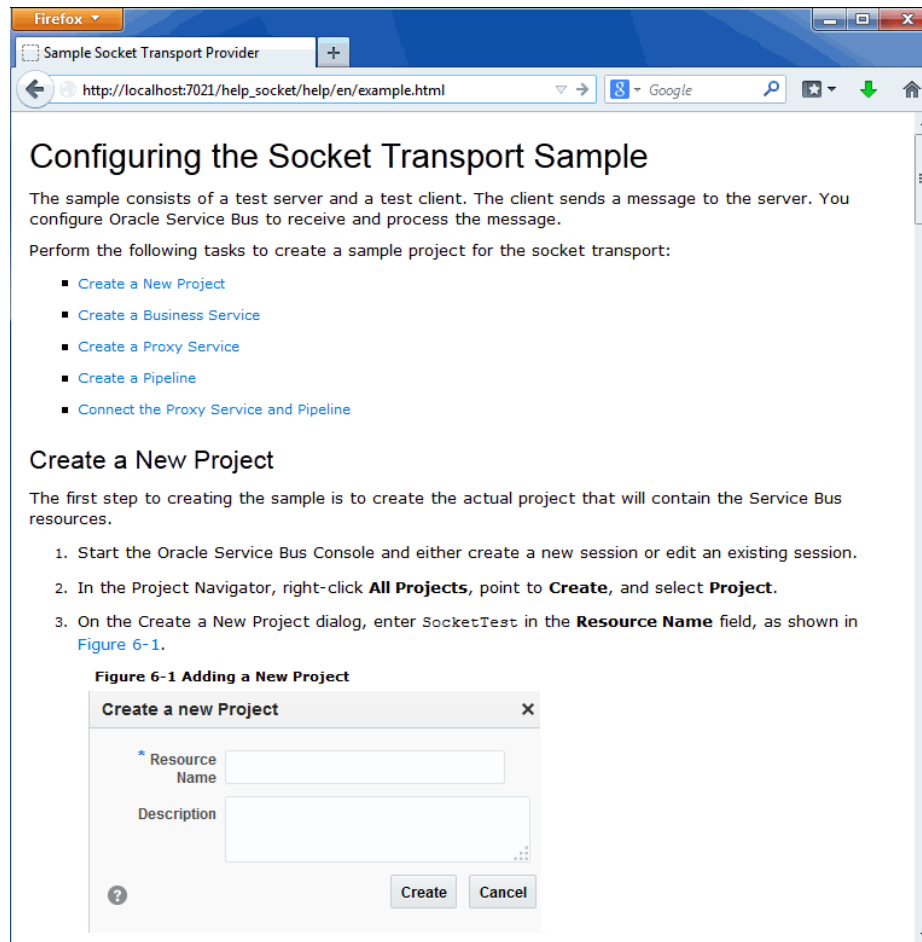 Firefox
Sample Socket Transport Provider
http://localhost:7021/help_socket/help/en/example.html
Google
Configuring the Socket Transport Sample
The sample consists of a test server and a test client. The client sends a message to the server. You
configure Oracle Service Bus to receive and process the message.
Perform the following tasks to create a sample project for the socket transport:
Create a New Project
Create a Business Service
Create a Proxy Service
Create a Pipeline
Connect the Proxy Service and Pipeline
Create a New Project
The first step to creating the sample is to create the actual project that will contain the Service Bus
resources.
1. Start the Oracle Service Bus Console and either create a new session or edit an existing session.
2. In the Project Navigator, right-click All Projects, point to Create, and select Project.
3. On the Create a New Project dialog, enter SocketTest in the Resource Name field, as shown in
Figure 6-1.
Figure 6-1 Adding a New Project
Create a new Project
* Resource
Name
Description
Create Cancel